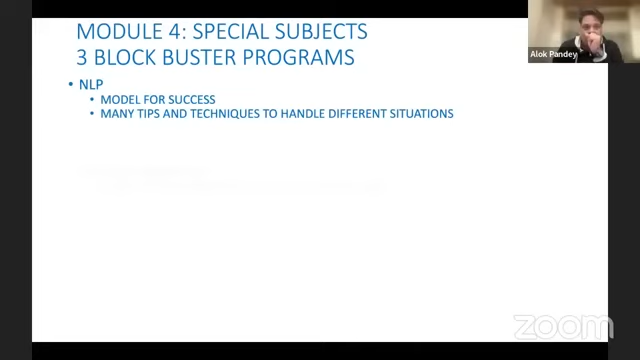 MODULE 4: SPECIAL SUBJECTS
3 BLOCK BUSTER PROGRAMS
• NLP
• MODEL FOR SUCCESS
• MANY TIPS AND TECHNIQUES TO HANDLE DIFFERENT SITUATIONS
Alok Pandey
zoom